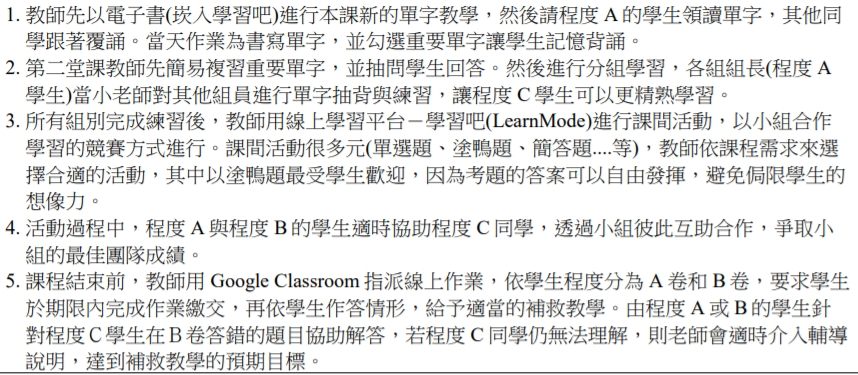 1. 教師先以電子書(崁入學習吧)進行本課新的單字教學，然後請程度 A 的學生領讀單字，其他同
學跟著覆誦。當天作業為書寫單字，並勾選重要單字讓學生記憶背誦。
2. 第二堂課教師先簡易複習重要單字，並抽問學生回答。然後進行分組學習，各組組長(程度 A
學生)當小老師對其他組員進行單字抽背與練習，讓程度 C 學生可以更精熟學習。
3. 所有組別完成練習後，教師用線上學習平台－學習吧(LearnMode)進行課間活動，以小組合作
學習的競賽方式進行。課間活動很多元(單選題、塗鴨題、簡答題....等)，教師依課程需求來選
擇合適的活動，其中以塗鴨題最受學生歡迎，因為考題的答案可以自由發揮，避免侷限學生的
想像力。
4. 活動過程中，程度 A 與程度 B 的學生適時協助程度 C 同學，透過小組彼此互助合作，爭取小
組的最佳團隊成績。
5. 課程結束前，教師用 Google Classroom 指派線上作業，依學生程度分為 A 卷和 B 卷，要求學生
於期限內完成作業繳交，再依學生作答情形，給予適當的補救教學。由程度 A 或 B 的學生針
對程度Ｃ學生在Ｂ卷答錯的題目協助解答，若程度 C 同學仍無法理解，則老師會適時介入輔導
說明，達到補救教學的預期目標。